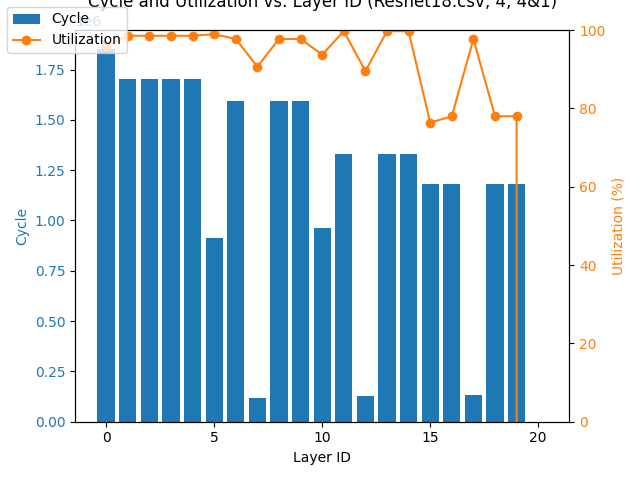 Cycle and Utilization vs. Layer ID (Resnet18.csv, 4, 4&1)
Cycle
Utilization
1e6
1.75
1.50
1.25
1.00
0.75
0.50
0.25
0.00
Cycle
100
80
60
40
20
0
Utilization (%)
0 5 10 15 20
Layer ID